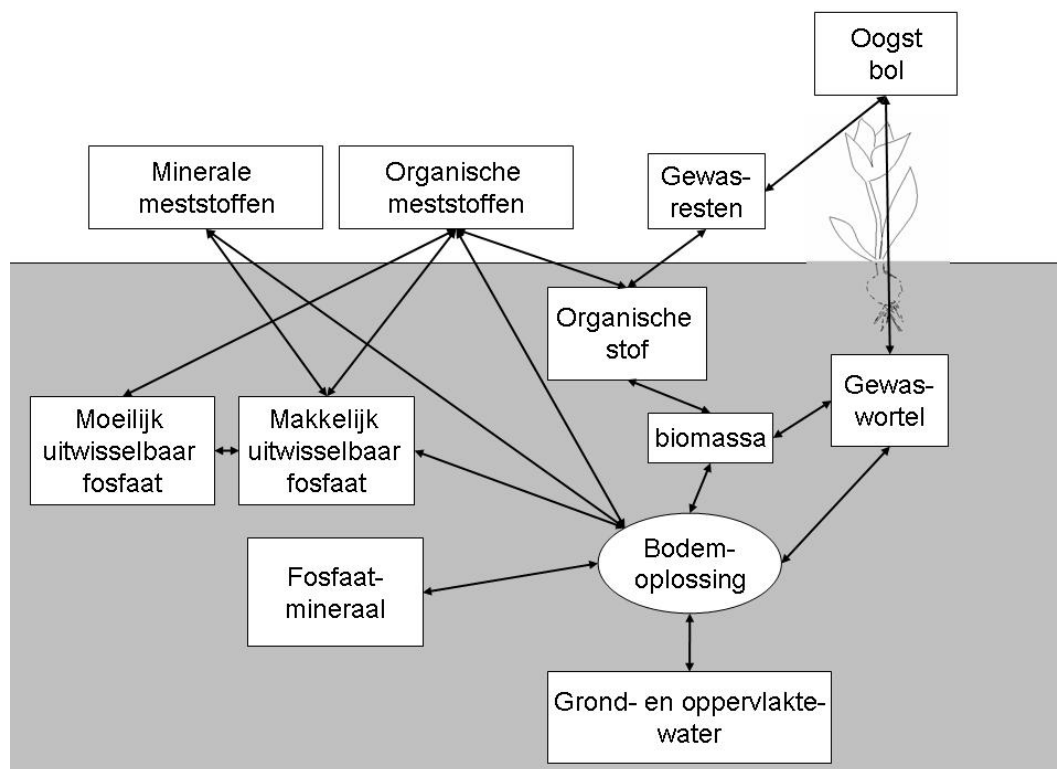 Oogst
bol
Minerale
meststoffen
Organische
meststoffen
Gewas-
resten
Organische
stof
Gewas-
wortel
Moeilijk
uitwisselbaar
fosfaat
Makkelijk
uitwisselbaar
fosfaat
biomassa
Bodem-
oplossing
Fosfaat-
mineraal
Grond- en oppervlakte-
water